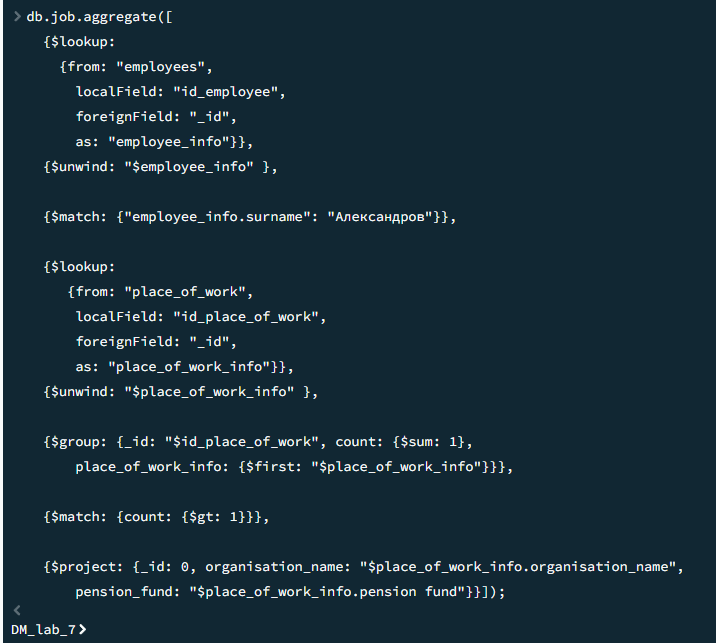 > db.job.aggregate([
{$lookup:
{from: "employees",
localField: "id_employee",
foreignField: "_id",
as: "employee_info"}},
{$unwind: "$employee_info" },
{$match: {"employee_info.surname": "Александров"}},
{$lookup:
{from: "place_of_work",
localField: "id_place_of_work",
foreignField: "_id",
as: "place_of_work_info"}},
{$unwind: "$place_of_work_info" },
{$group: {_id: "$id_place_of_work", count: {$sum: 1},
place_of_work_info: {$first: "$place_of_work_info"}}},
{$match: {count: {$gt: 1}}},
{$project: {_id: 0, organisation_name: "$place_of_work_info.organisation_name",
pension_fund: "$place_of_work_info.pension fund"}}]);
<
DM_lab_7>